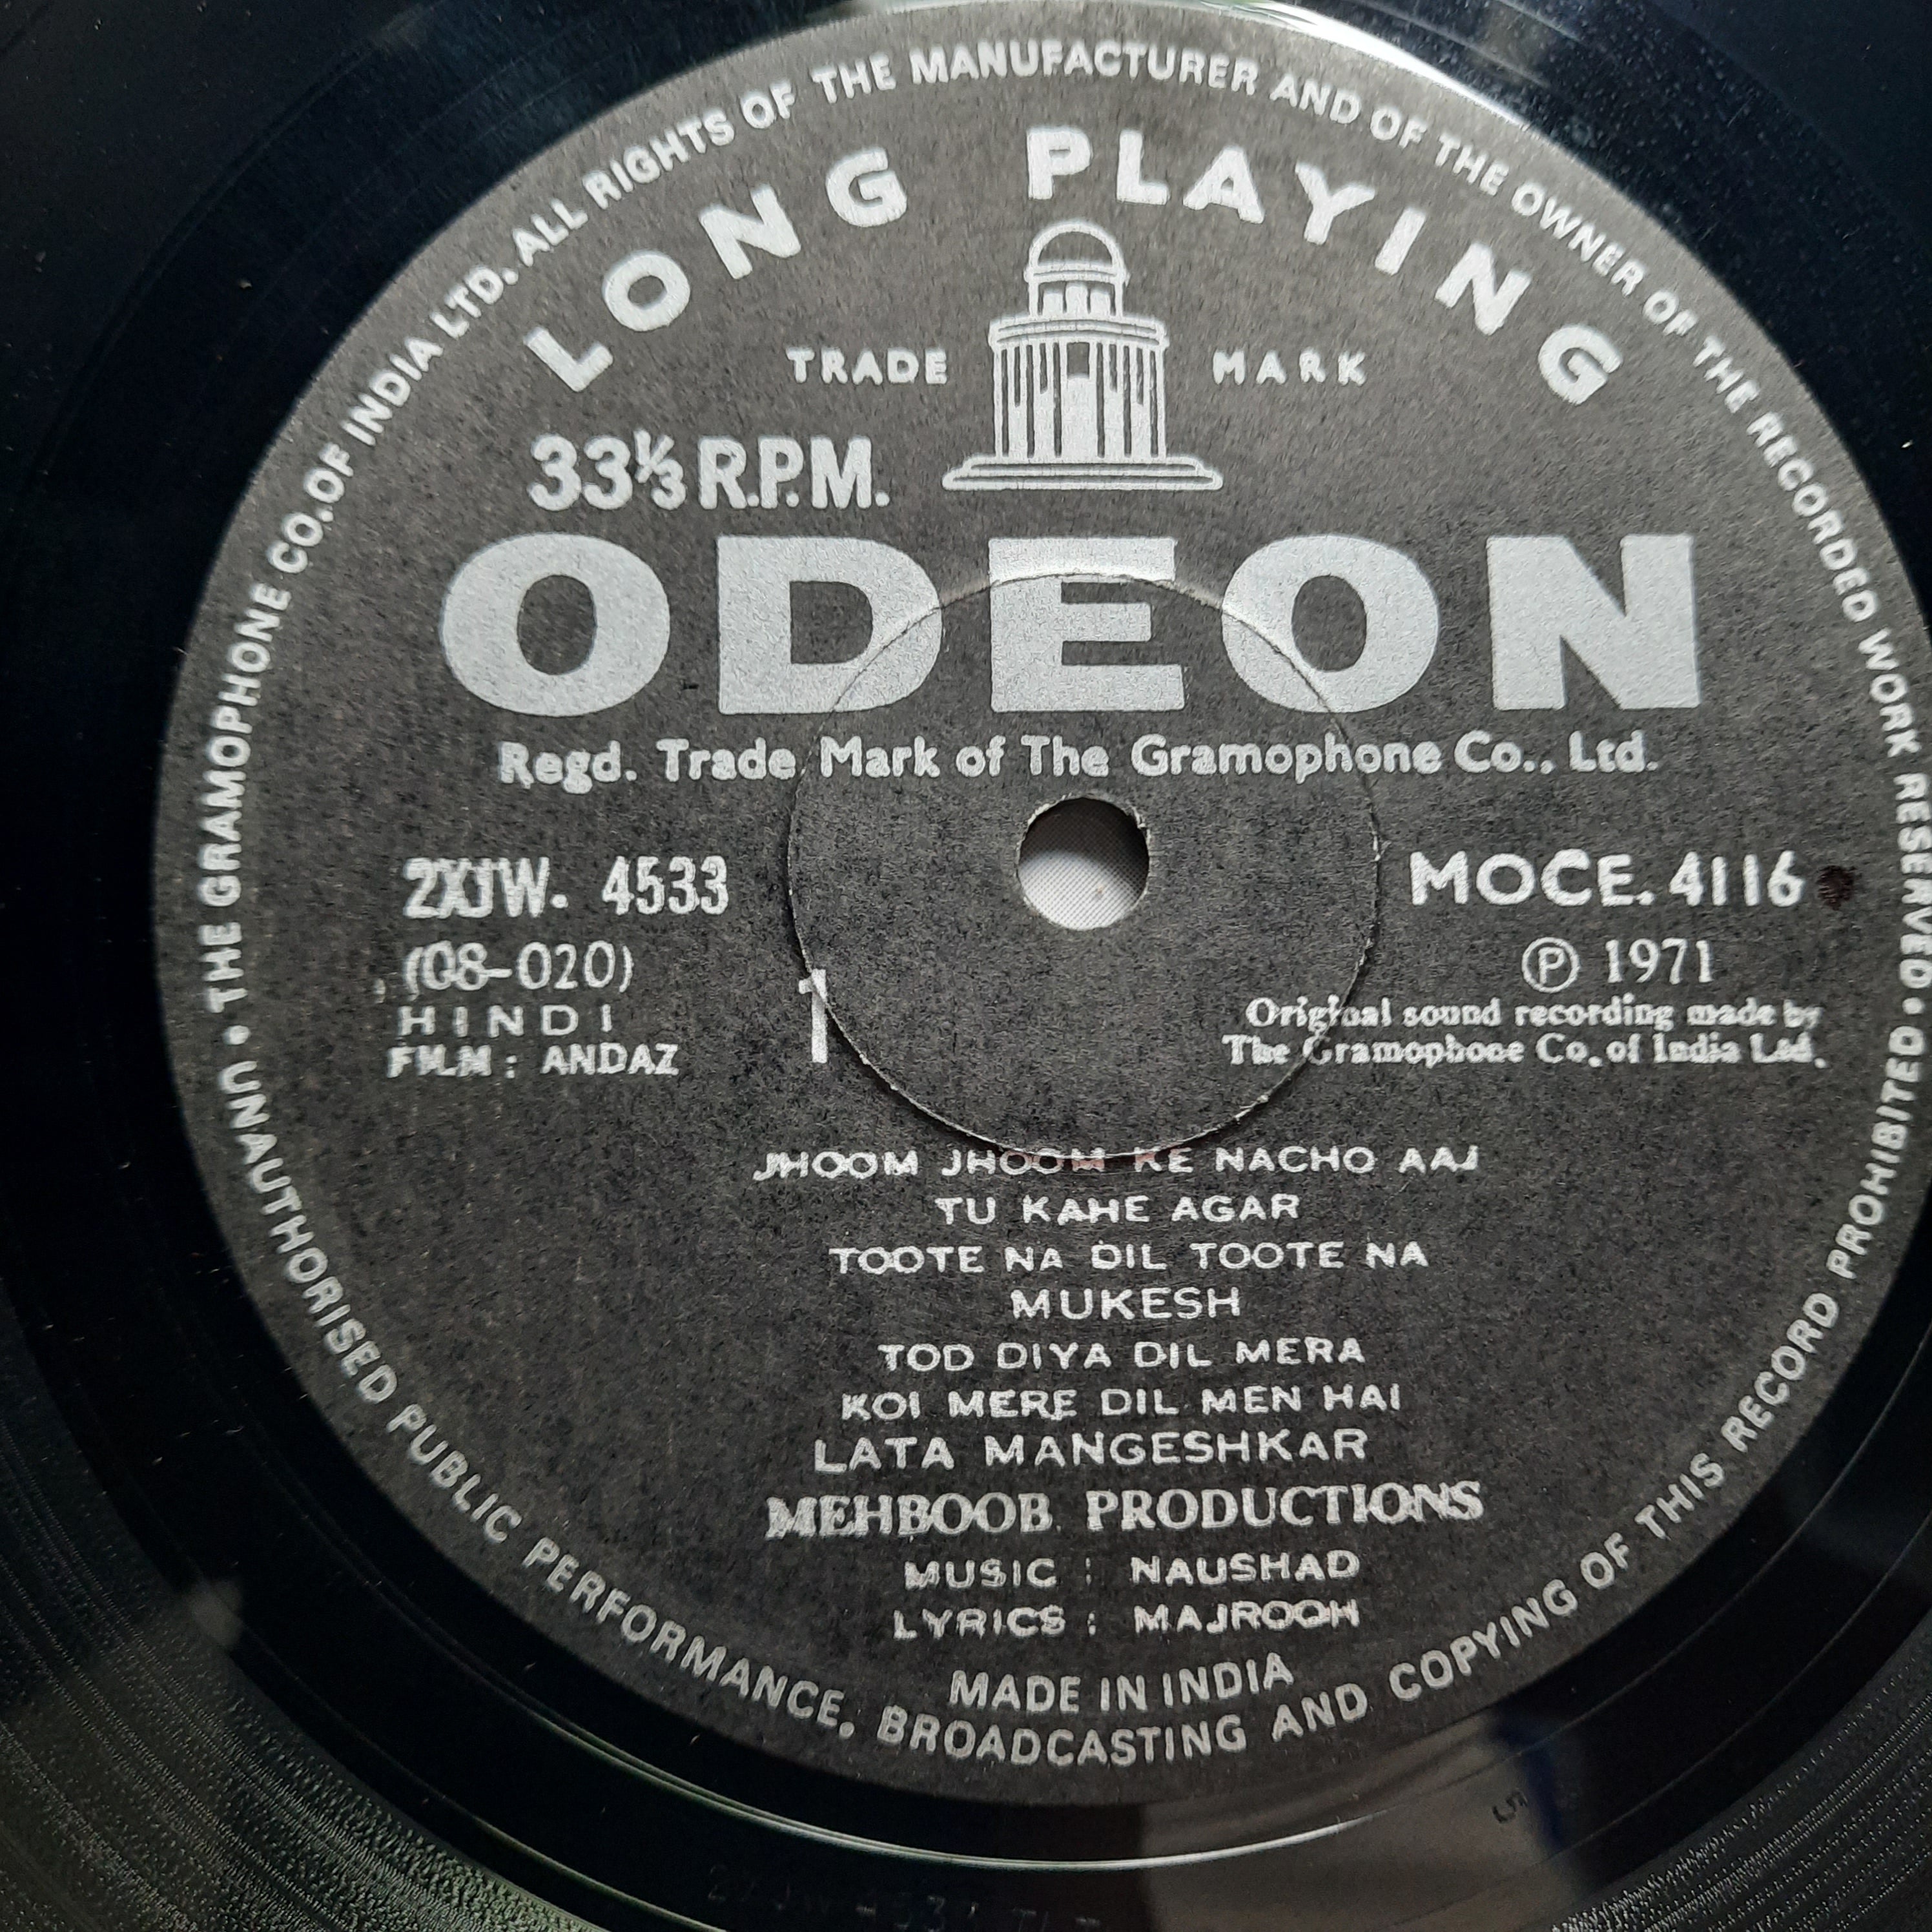 THE GRAMOPHONE CO. OF INDIA LTD. ALL RIGHTS OF THE MANUFACTURER AND OF THE OWNER OF THE RECORDED WORK RESERVED •
LONG PLAYING
TRADE MARK
33⅓ R.P.M.
ODEON
Regd. Trade Mark of The Gramophone Co., Ltd.
2XJW. 4533
MOCE. 4116
(08-020)
℗ 1971
HINDI
1
Original sound recording made by
FILM : ANDAZ
The Gramophone Co. of India Ltd.
JHOOM JHOOM KE NACHO AAJ
TU KAHE AGAR
TOOTE NA DIL TOOTE NA
MUKESH
TOD DIYA DIL MERA
KOI MERE DIL MEN HAI
LATA MANGESHKAR
MEHBOOB PRODUCTIONS
MUSIC : NAUSHAD
LYRICS : MAJROOH
MADE IN INDIA
UNAUTHORISED PUBLIC PERFORMANCE, BROADCASTING AND COPYING OF THIS RECORD PROHIBITED •